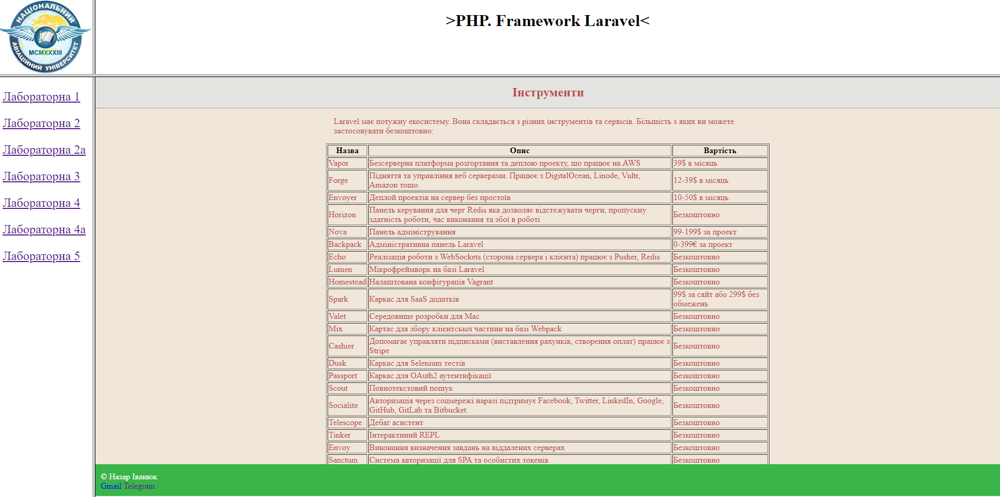 НАЦІОНАЛЬНИЙ
MCMXXXIII
АВІАЦІЙНИЙ УНІВЕРСИТЕТ
>PHP. Framework Laravel<
Лабораторна 1
Лабораторна 2
Лабораторна 2а
Лабораторна 3
Лабораторна 4
Лабораторна 4а
Лабораторна 5
Інструменти
Laravel має потужну екосистему. Вона складається з різних інструментів та сервісів. Більшість з яких ви можете
застосовувати безкоштовно:
Назва Опис Вартість
Vapor Безсерверна платформа розгортання та деплою проекту, що працює на AWS 39$ в місяць
Forge Підняття та управління веб серверами. Працює з DigitalOcean, Linode, Vultr,
Amazon тощо. 12-39$ в місяць
Envoyer Деплой проектів на сервер без простоїв 10-50$ в місяць
Horizon Панель керування для черг Redis яка дозволяє відстежувати черги, пропускну
здатність роботи, час виконання та збої в роботі Безкоштовно
Nova Панель адміністрування 99-199$ за проект
Backpack Адміністративна панель Laravel 0-399€ за проект
Echo Реалізація роботи з WebSockets (сторона сервера і клієнта) працює з Pusher, Redis Безкоштовно
Lumen Мікрофреймворк на базі Laravel Безкоштовно
Homestead Налаштована конфігурація Vagrant Безкоштовно
Spark Каркас для SaaS додатків 99$ за сайт або 299$ без
обмежень
Valet Середовище розробки для Mac Безкоштовно
Mix Картас для збору клієнтської частини на базі Webpack Безкоштовно
Cashier Допомагає управляти підписками (виставлення рахунків, створення оплат) працює з
Stripe Безкоштовно
Dusk Каркас для Selenium тестів Безкоштовно
Passport Каркас для OAuth2 аутентифікації Безкоштовно
Scout Повнотекстовий пошук Безкоштовно
Socialite Авторизація через соцмережі наразі підтримує Facebook, Twitter, LinkedIn, Google,
GitHub, GitLab та Bitbucket. Безкоштовно
Telescope Дебаг асистент Безкоштовно
Tinker Інтерактиний REPL Безкоштовно
Envoy Виконання визначення завдань на віддалених серверах Безкоштовно
Sanctum Система авторизації для SPA та особистих токенів Безкоштовно
© Назар Іванюк
Gmail Telegram